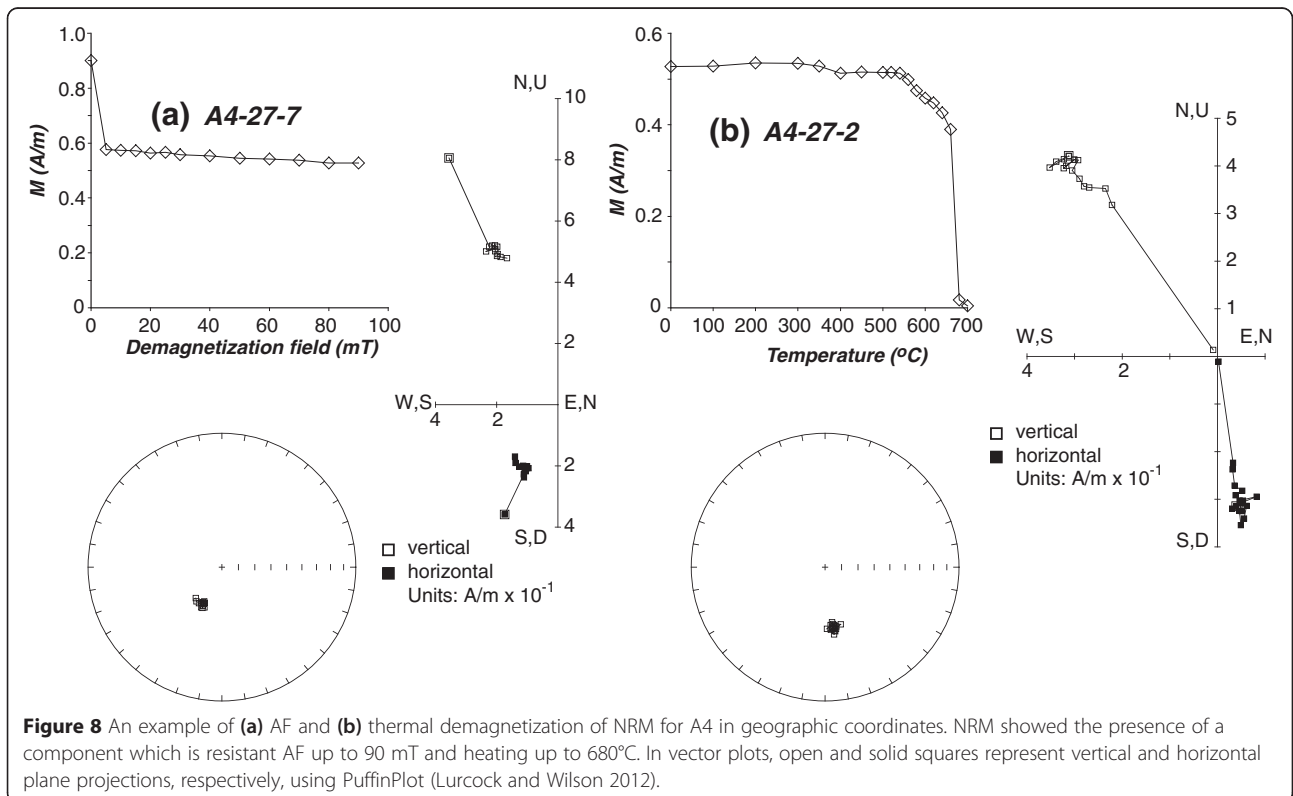 1.0
0.8
0.6
0.4
0.2
0
M (A/m)
0 20 40 60 80 100
Demagnetization field (mT)
(a) A4-27-7
N,U
10
8
6
4
2
W,S
4
2
E,N
2
4
S,D
□ vertical
■ horizontal
Units: A/m x 10⁻¹
0.6
0.4
0.2
0
M (A/m)
0 100 200 300 400 500 600 700
Temperature (ºC)
(b) A4-27-2
N,U
5
4
3
2
1
W,S
4
2
E,N
S,D
□ vertical
■ horizontal
Units: A/m x 10⁻¹
Figure 8 An example of (a) AF and (b) thermal demagnetization of NRM for A4 in geographic coordinates. NRM showed the presence of a
component which is resistant AF up to 90 mT and heating up to 680°C. In vector plots, open and solid squares represent vertical and horizontal
plane projections, respectively, using PuffinPlot (Lurcock and Wilson 2012).